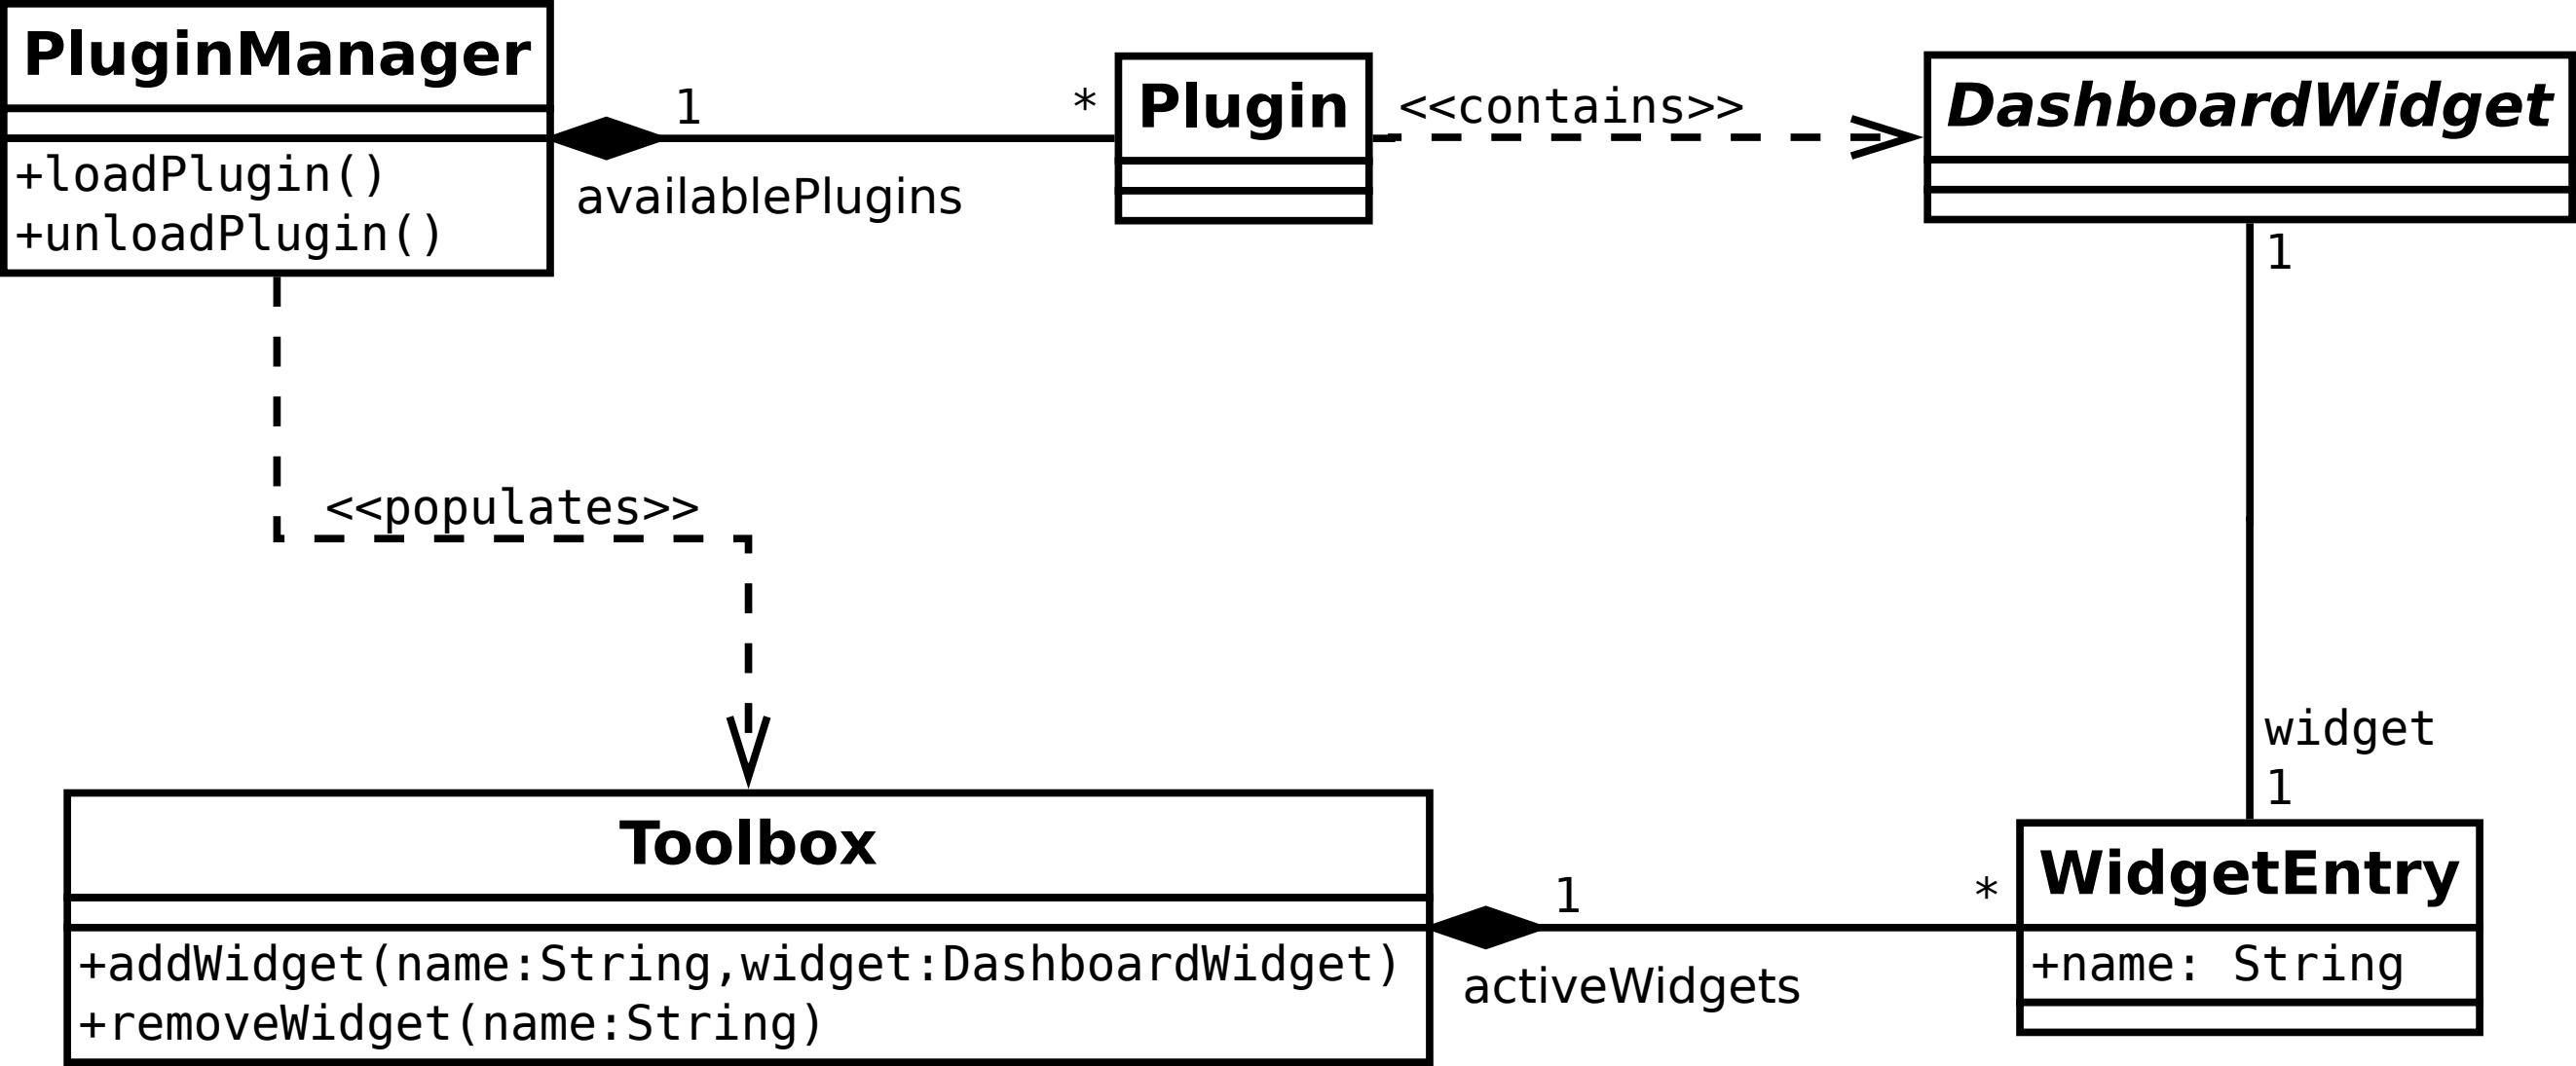 PluginManager
+loadPlugin()
+unloadPlugin()
1
*
availablePlugins
Plugin
<<contains>>
DashboardWidget
1
<<populates>>
widget
1
Toolbox
+addWidget(name:String,widget:DashboardWidget)
+removeWidget(name:String)
1
*
activeWidgets
WidgetEntry
+name: String